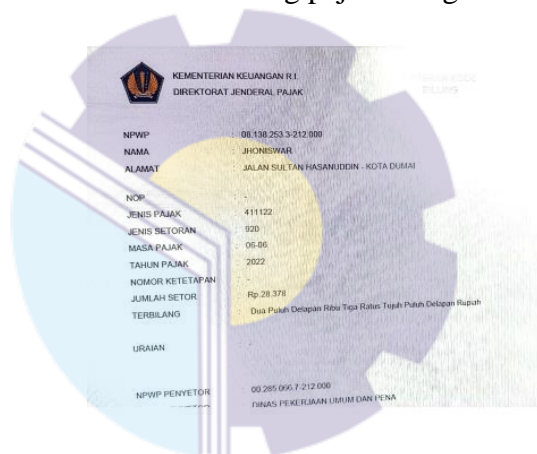 KEMENTERIAN KEUANGAN R.I.
DIREKTORAT JENDERAL PAJAK
NPWP : 08.138.253.3-212.000
NAMA : JHONISWAR
ALAMAT : JALAN SULTAN HASANUDDIN - KOTA DUMAI
NOP : -
JENIS PAJAK : 411122
JENIS SETORAN : 920
MASA PAJAK : 06-06
TAHUN PAJAK : 2022
NOMOR KETETAPAN : -
JUMLAH SETOR : Rp.28.378
TERBILANG : Dua Puluh Delapan Ribu Tiga Ratus Tujuh Puluh Delapan Rupiah
URAIAN : -
NPWP PENYETOR : 00.285.066.7-212.000
DINAS PEKERJAAN UMUM DAN PENA